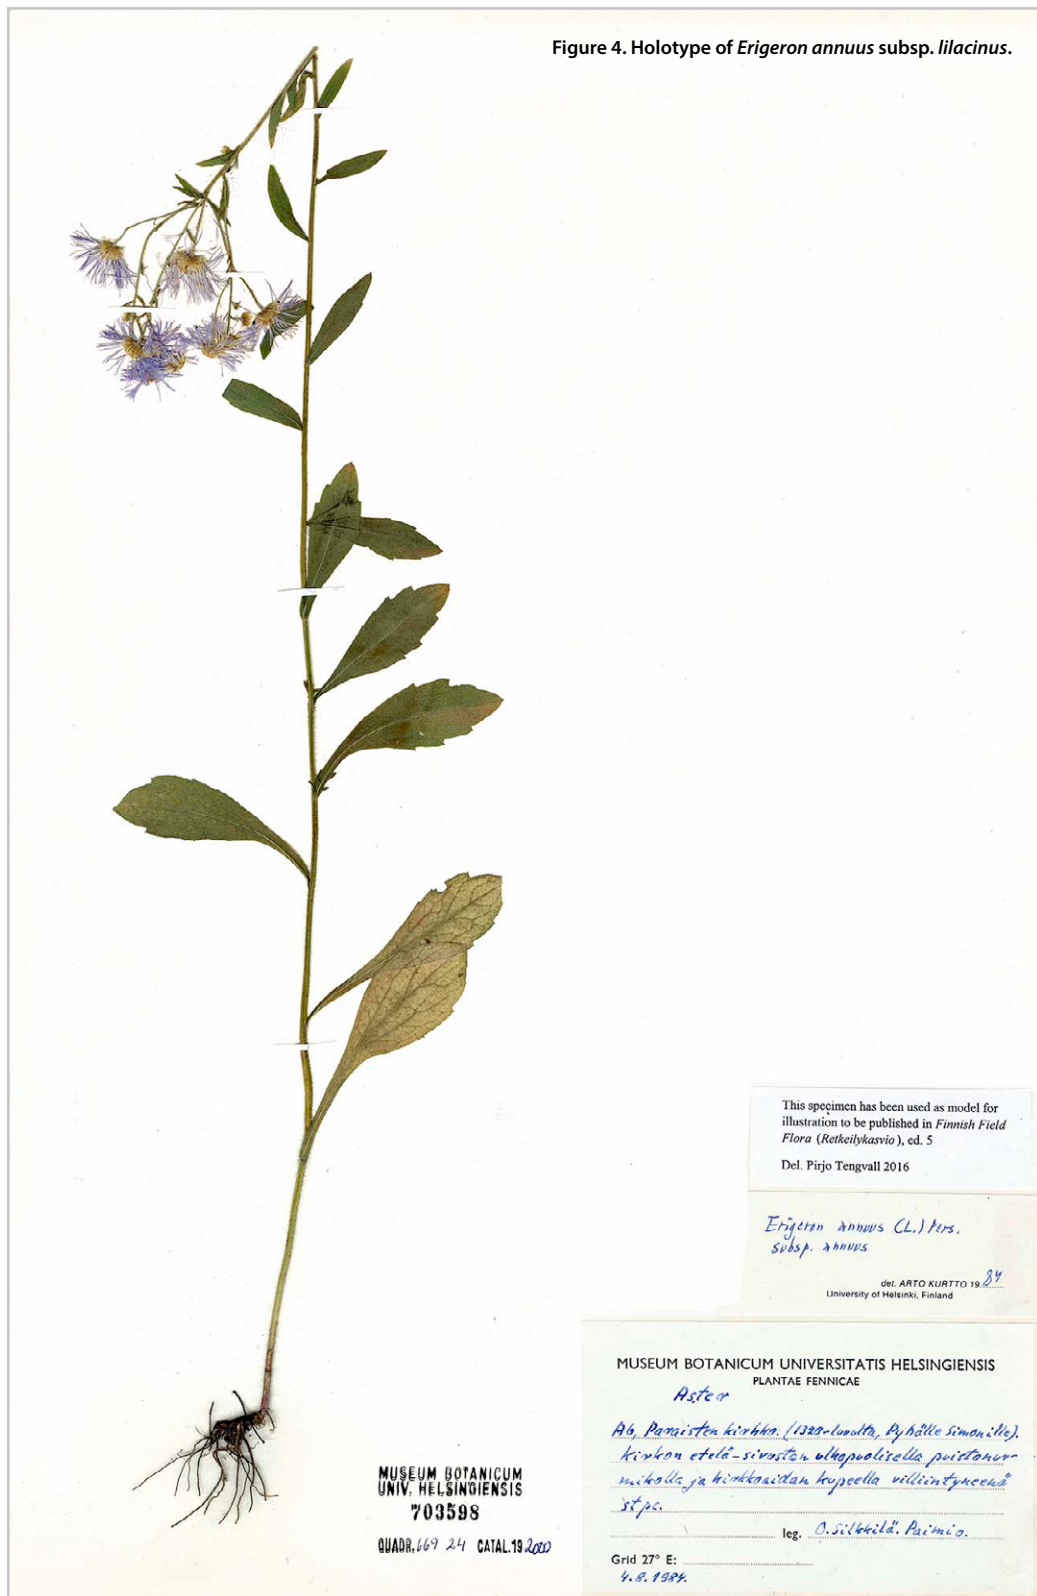 Figure 4. Holotype of Erigeron annuus subsp. lilacinus.
This specimen has been used as model for
illustration to be published in Finnish Field
Flora (Retkeilykasvio), ed. 5
Del. Pirjo Tengvall 2016
Erigeron annuus (L.) Pers.
subsp. annuus
det. ARTO KURTTO 1984
University of Helsinki, Finland
MUSEUM BOTANICUM UNIVERSITATIS HELSINGIENSIS
PLANTAE FENNICAE
Aster
Ab, Paraisten kirkko. (1320-luvulta, Pyhälle Simonille).
Kirkon etelä-sivustan ulkopuolisella puistonur-
mikolla ja kirkkoaidan kupeella villiintyneenä
st pc.
leg. O. Silkkilä. Paimio.
Grid 27° E:
4.8.1984.
MUSEUM BOTANICUM
UNIV. HELSINGIENSIS
703598
QUADR. 669 24 CATAL. 19 2000